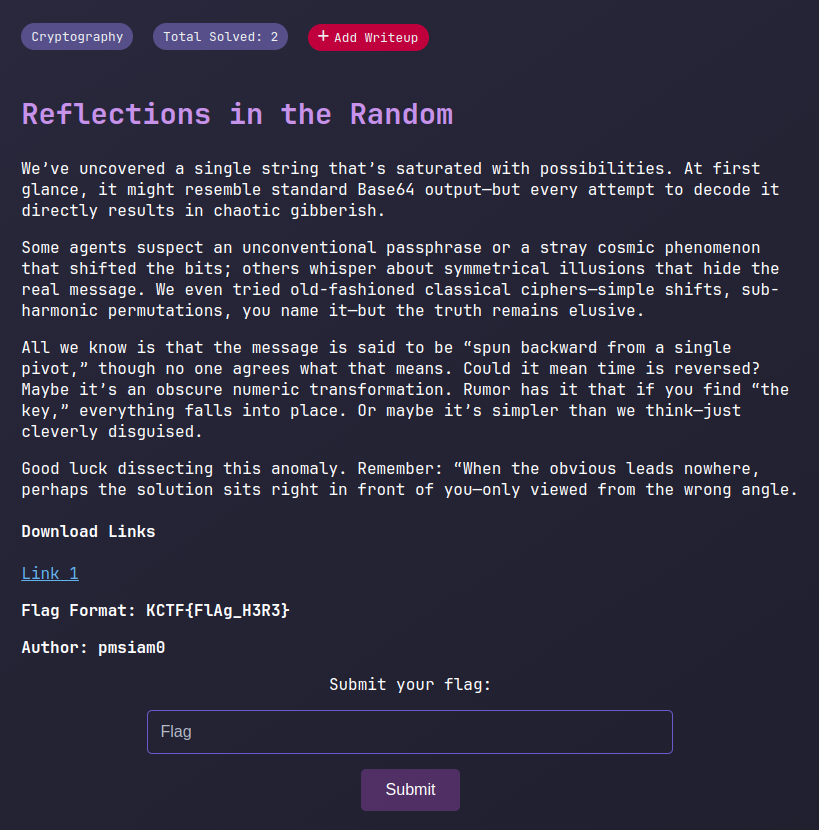 Cryptography
Total Solved: 2
+ Add Writeup
Reflections in the Random
We’ve uncovered a single string that’s saturated with possibilities. At first
glance, it might resemble standard Base64 output—but every attempt to decode it
directly results in chaotic gibberish.
Some agents suspect an unconventional passphrase or a stray cosmic phenomenon
that shifted the bits; others whisper about symmetrical illusions that hide the
real message. We even tried old-fashioned classical ciphers—simple shifts, sub-
harmonic permutations, you name it—but the truth remains elusive.
All we know is that the message is said to be “spun backward from a single
pivot,” though no one agrees what that means. Could it mean time is reversed?
Maybe it’s an obscure numeric transformation. Rumor has it that if you find “the
key,” everything falls into place. Or maybe it’s simpler than we think—just
cleverly disguised.
Good luck dissecting this anomaly. Remember: “When the obvious leads nowhere,
perhaps the solution sits right in front of you—only viewed from the wrong angle.
Download Links
Link 1
Flag Format: KCTF{FlAg_H3R3}
Author: pmsiam0
Submit your flag:
Flag
Submit